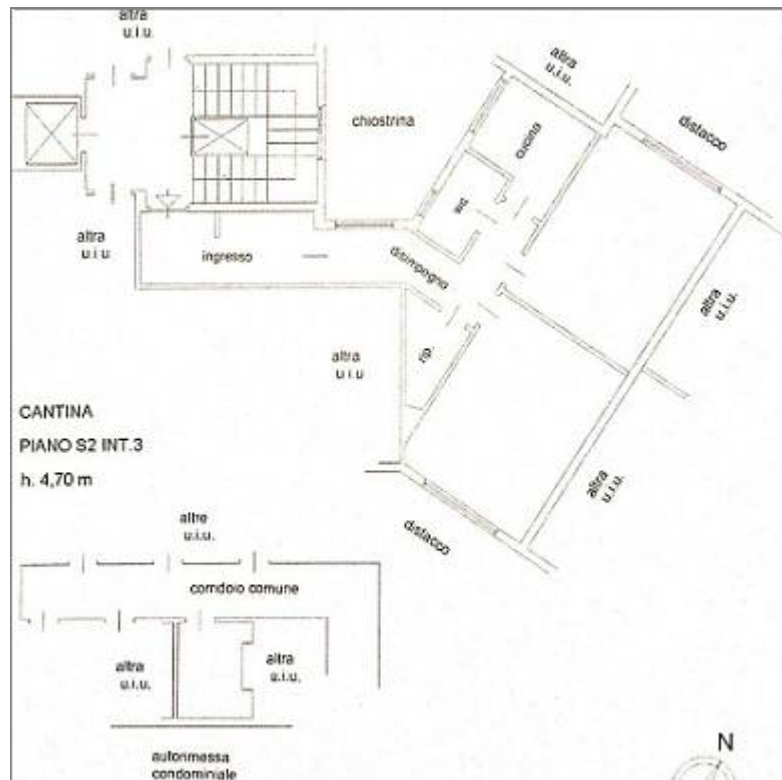 altra
u.i.u.
altra
u.i.u.
distacco
chiostrina
cucina
wc
altra
u.i.u
ingresso
disimpegno
altra
u.i.u.
altra
u.i.u
rip.
CANTINA
PIANO S2 INT.3
h. 4,70 m
altra
u.i.u.
distacco
altre
u.i.u.
corridoio comune
altra
u.i.u.
altra
u.i.u.
autorimessa
condominiale
N